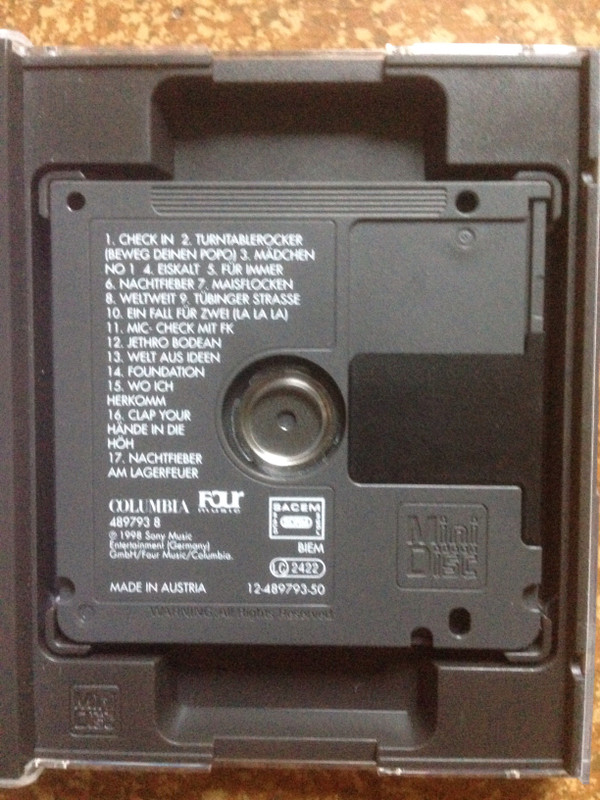 1. CHECK IN 2. TURNTABLEROCKER
(BEWEG DEINEN POPO) 3. MÄDCHEN
NO 1 4. EISKALT 5. FÜR IMMER
6. NACHTFIEBER 7. MAISFLOCKEN
8. WELTWEIT 9. TÜBINGER STRASSE
10. EIN FALL FÜR ZWEI (LA LA LA)
11. MIC- CHECK MIT FK
12. JETHRO BODEAN
13. WELT AUS IDEEN
14. FOUNDATION
15. WO ICH
HERKOMM
16. CLAP YOUR
HÄNDE IN DIE
HÖH
17. NACHTFIEBER
AM LAGERFEUER
COLUMBIA FOUR MUSIC
489793 8
℗ 1998 Sony Music
Entertainment (Germany)
GmbH/Four Music/Columbia.
SACEM
BIEM
LC 2422
MADE IN AUSTRIA 12-489793-50
Mini Disc
WARNING: All Rights Reserved
Mini Disc